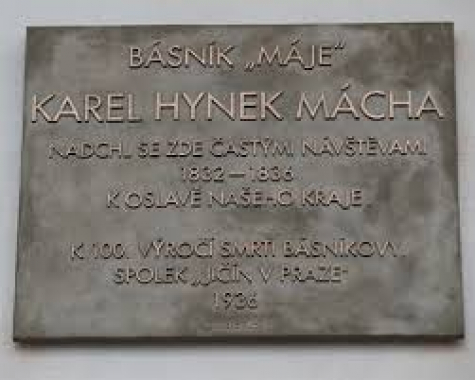 BÁSNÍK „MÁJE“
KAREL HYNEK MÁCHA
NADCHL SE ZDE ČASTÝMI NÁVŠTĚVAMI
1832–1836
K OSLAVĚ NAŠEHO KRAJE
K 100. VÝROČÍ SMRTI BÁSNÍKOVY.
SPOLEK „JIČÍN V PRAZE“
1936